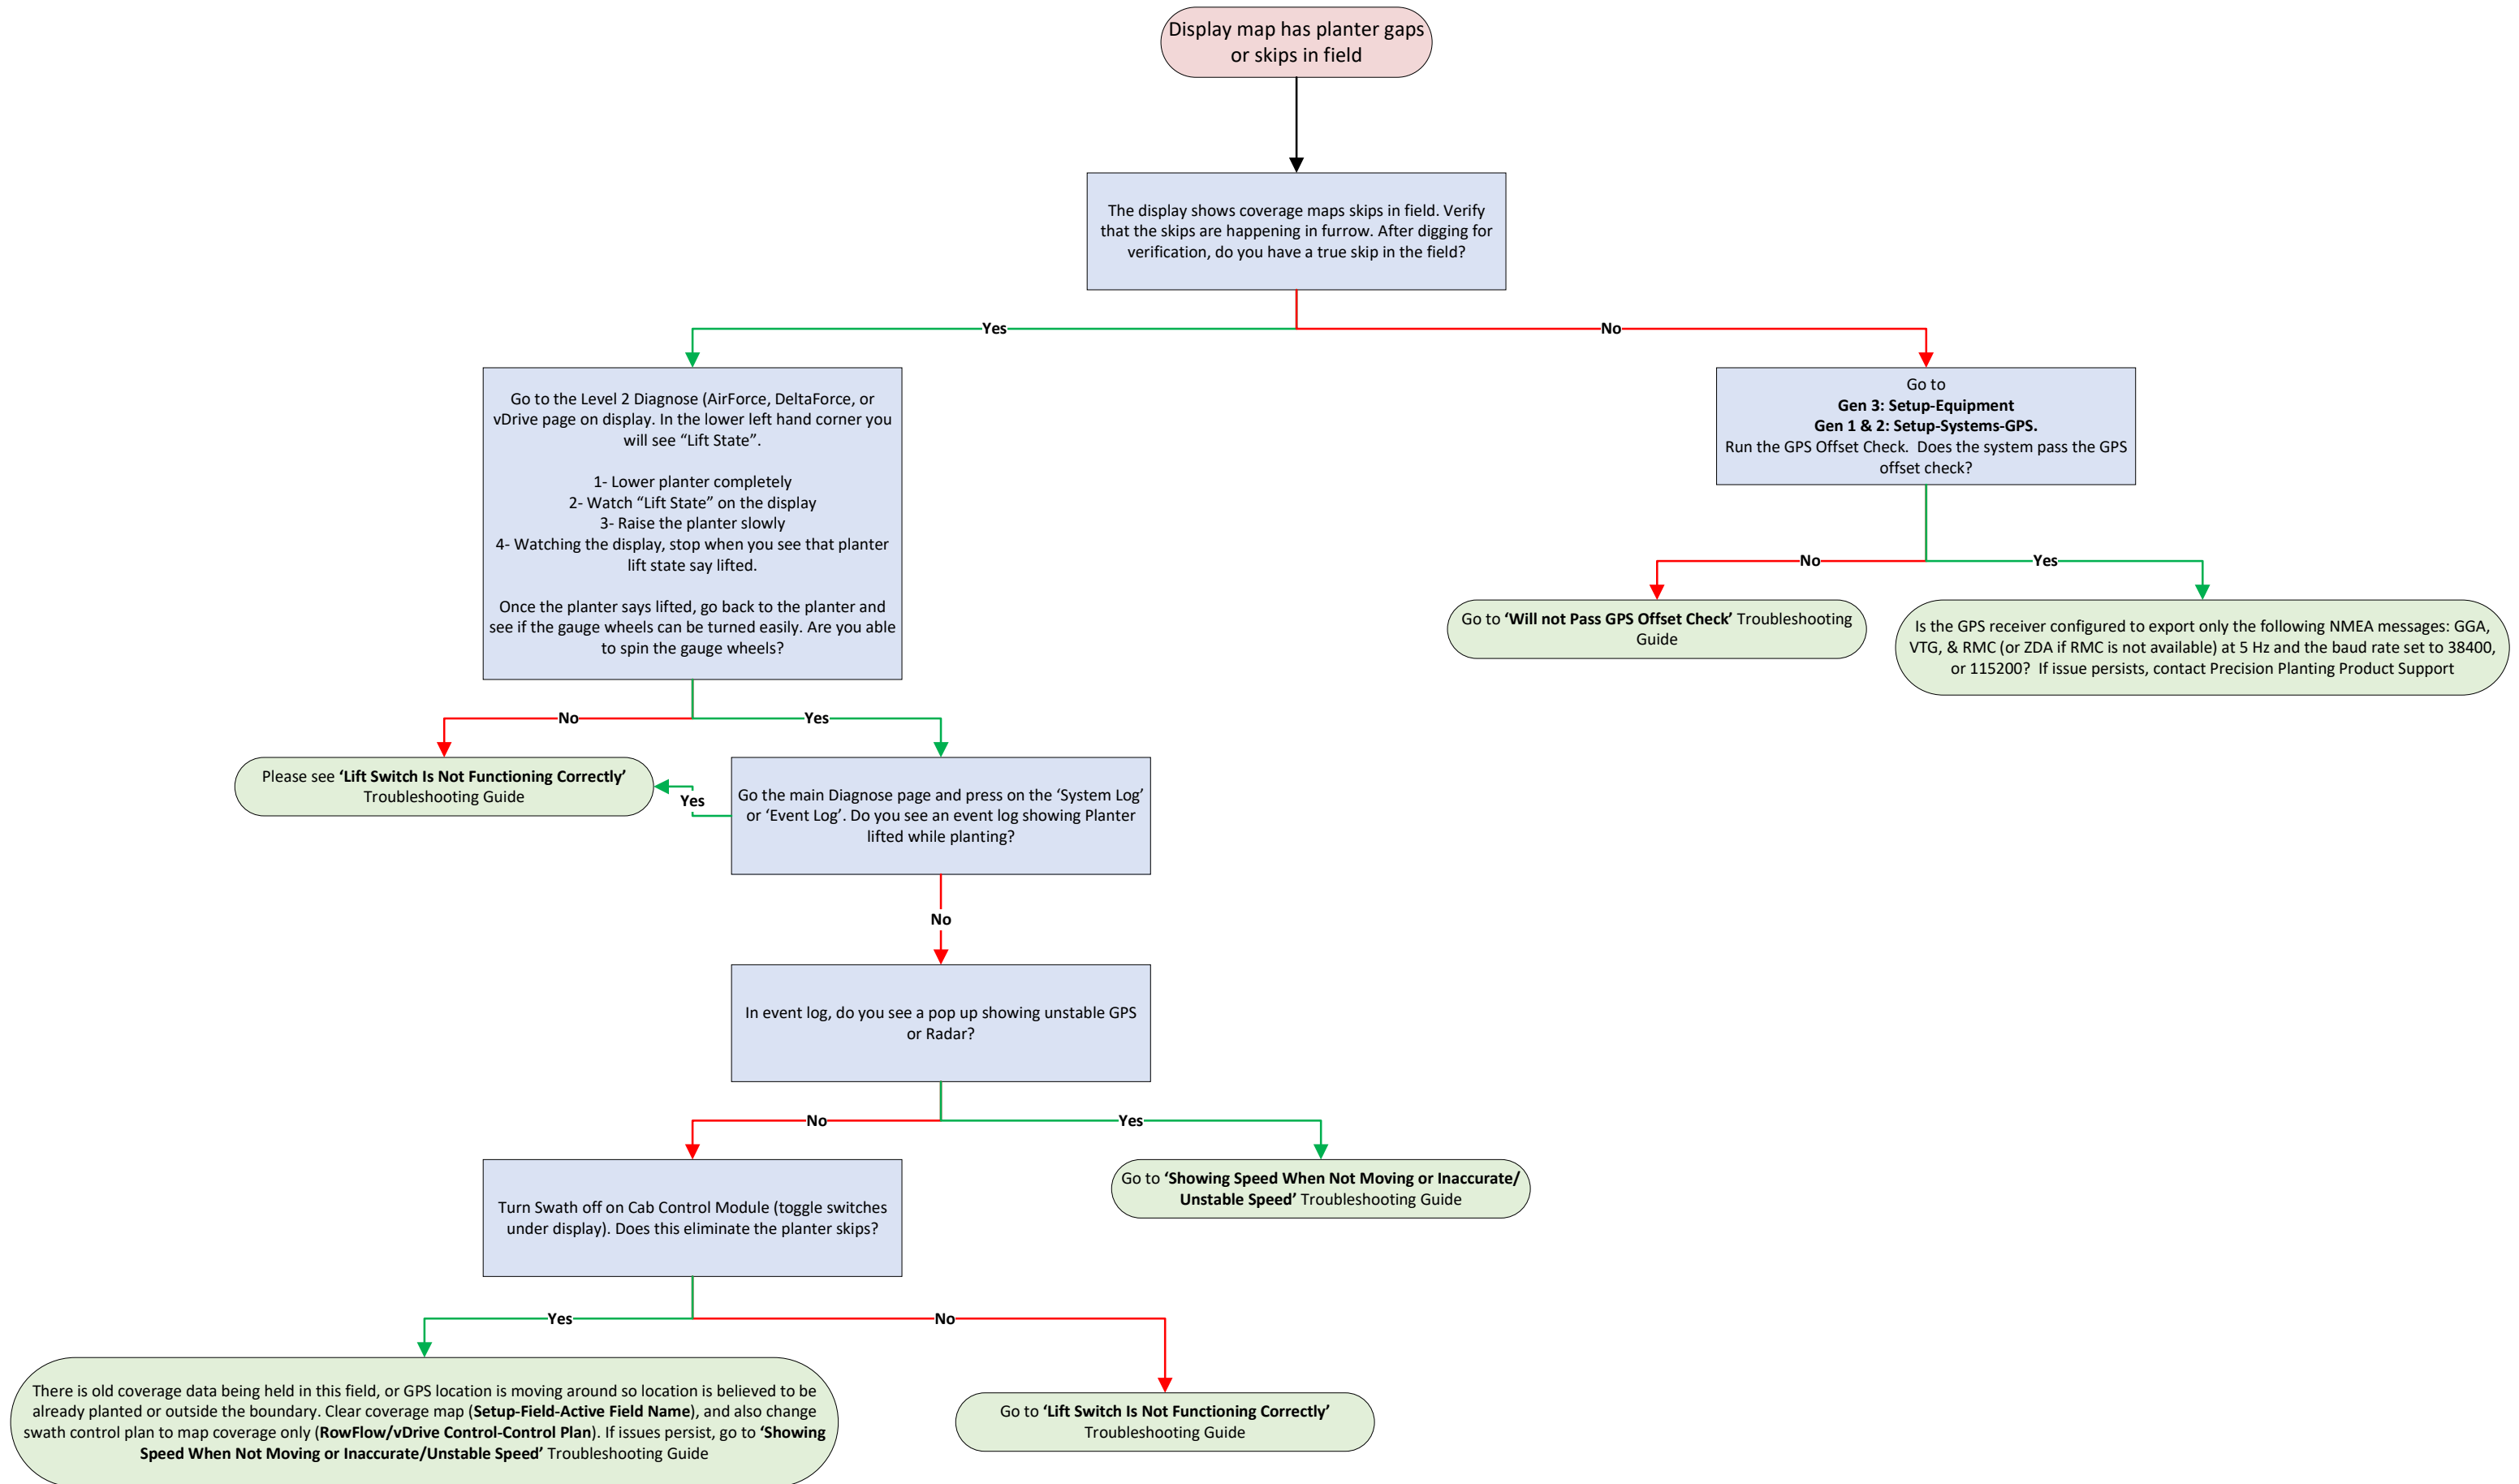 Display map has planter gaps
or skips in field
The display shows coverage maps skips in field. Verify
that the skips are happening in furrow. After digging for
verification, do you have a true skip in the field?
Yes
No
Go to the Level 2 Diagnose (AirForce, DeltaForce, or
vDrive page on display. In the lower left hand corner you
will see “Lift State”.
1- Lower planter completely
2- Watch “Lift State” on the display
3- Raise the planter slowly
4- Watching the display, stop when you see that planter
lift state say lifted.
Once the planter says lifted, go back to the planter and
see if the gauge wheels can be turned easily. Are you able
to spin the gauge wheels?
Go to
Gen 3: Setup-Equipment
Gen 1 & 2: Setup-Systems-GPS.
Run the GPS Offset Check.  Does the system pass the GPS
offset check?
No
Yes
Go to ‘Will not Pass GPS Offset Check’ Troubleshooting
Guide
Is the GPS receiver configured to export only the following NMEA messages: GGA,
VTG, & RMC (or ZDA if RMC is not available) at 5 Hz and the baud rate set to 38400,
or 115200?  If issue persists, contact Precision Planting Product Support
No
Yes
Please see ‘Lift Switch Is Not Functioning Correctly’
Troubleshooting Guide
Yes
Go the main Diagnose page and press on the ‘System Log’
or ‘Event Log’. Do you see an event log showing Planter
lifted while planting?
No
In event log, do you see a pop up showing unstable GPS
or Radar?
No
Yes
Turn Swath off on Cab Control Module (toggle switches
under display). Does this eliminate the planter skips?
Go to ‘Showing Speed When Not Moving or Inaccurate/
Unstable Speed’ Troubleshooting Guide
Yes
No
There is old coverage data being held in this field, or GPS location is moving around so location is believed to be
already planted or outside the boundary. Clear coverage map (Setup-Field-Active Field Name), and also change
swath control plan to map coverage only (RowFlow/vDrive Control-Control Plan). If issues persist, go to ‘Showing
Speed When Not Moving or Inaccurate/Unstable Speed’ Troubleshooting Guide
Go to ‘Lift Switch Is Not Functioning Correctly’
Troubleshooting Guide